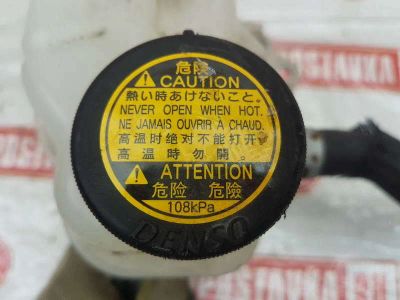 危険
CAUTION
熱い時あけないこと。
NEVER OPEN WHEN HOT.
NE JAMAIS OUVRIR À CHAUD.
高温时绝对不能打开
高温時勿開。
ATTENTION
危险 危險
108kPa
DENSO
POSTAVKA